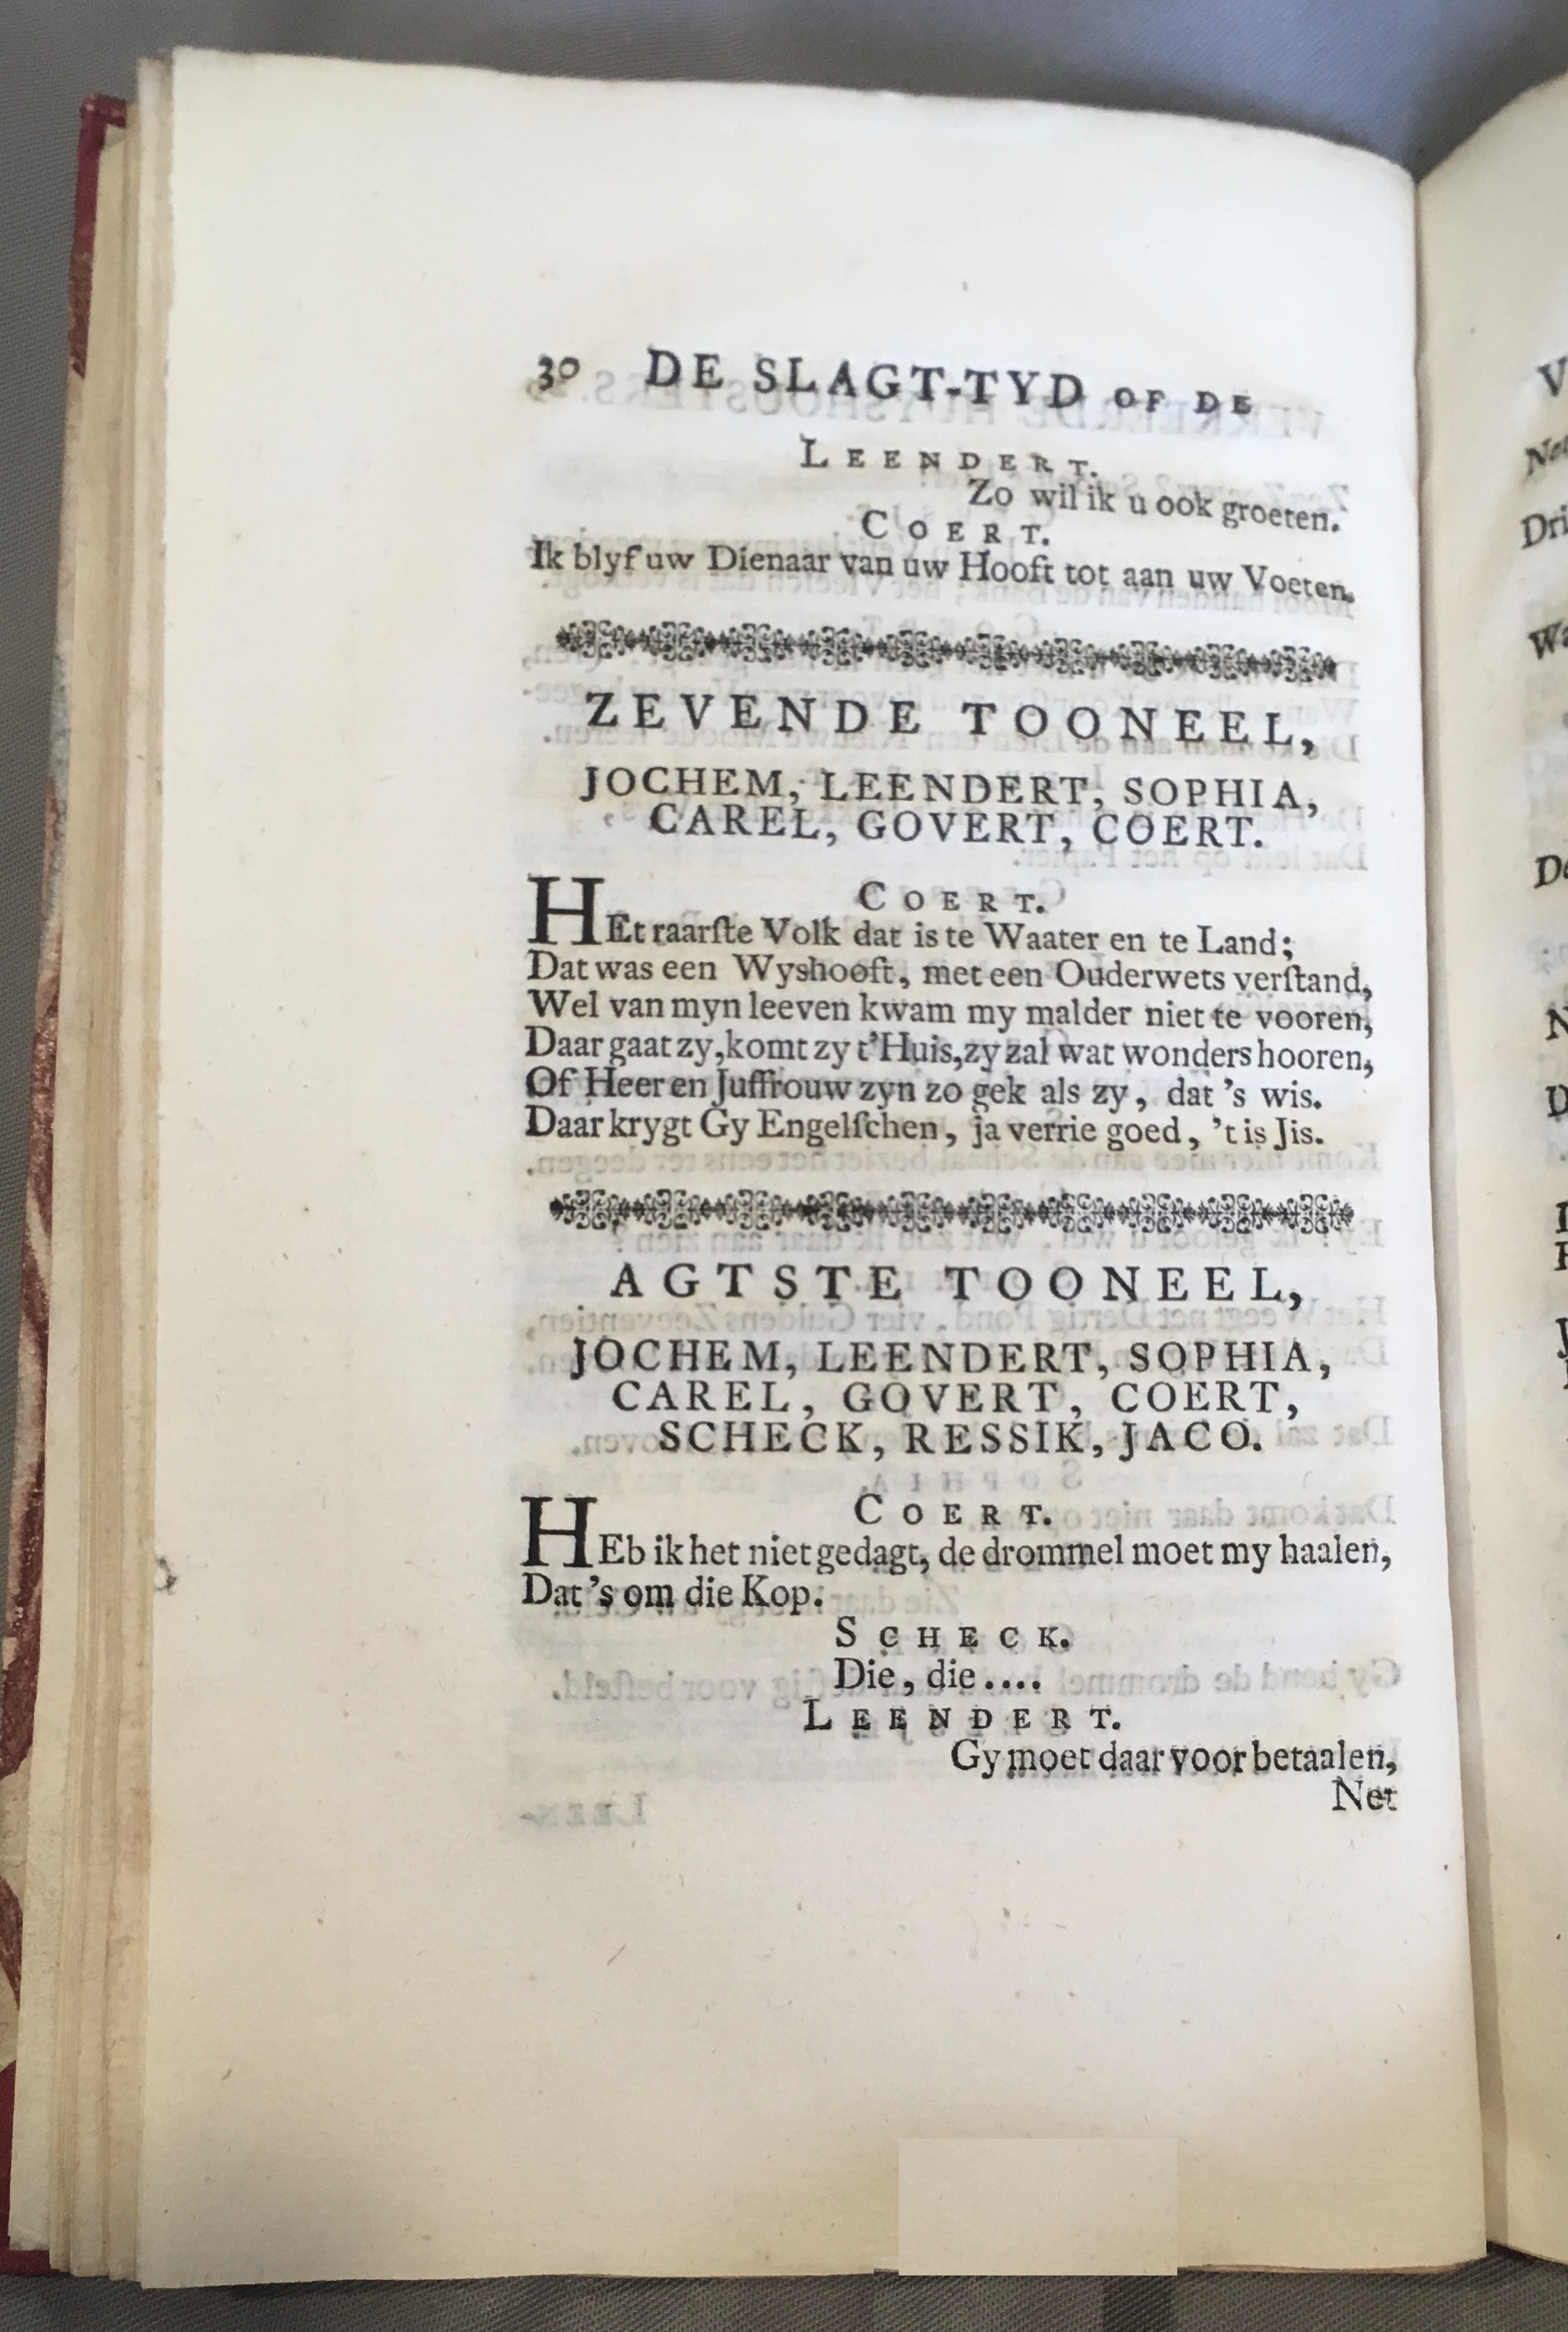 30 DE SLAGT-TYD OF DE
LEENDERT.
Zo wil ik u ook groeten.
COERT.
Ik blyf uw Dienaar van uw Hooft tot aan uw Voeten.
ZEVENDE TOONEEL,
JOCHEM, LEENDERT, SOPHIA,
CAREL, GOVERT, COERT.
COERT.
HEt raarſte Volk dat is te Waater en te Land;
Dat was een Wyshooft, met een Ouderwets verſtand,
Wel van myn leeven kwam my malder niet te vooren,
Daar gaat zy, komt zy t'Huis, zy zal wat wonders hooren,
Of Heer en Juffrouw zyn zo gek als zy, dat 's wis.
Daar krygt Gy Engelſchen, ja verrie goed, 't is Jis.
AGTSTE TOONEEL,
JOCHEM, LEENDERT, SOPHIA,
CAREL, GOVERT, COERT,
SCHECK, RESSIK, JACO.
COERT.
HEb ik het niet gedagt, de drommel moet my haalen,
Dat 's om die Kop.
SCHECK.
Die, die....
LEENDERT.
Gy moet daar voor betaalen,
Net